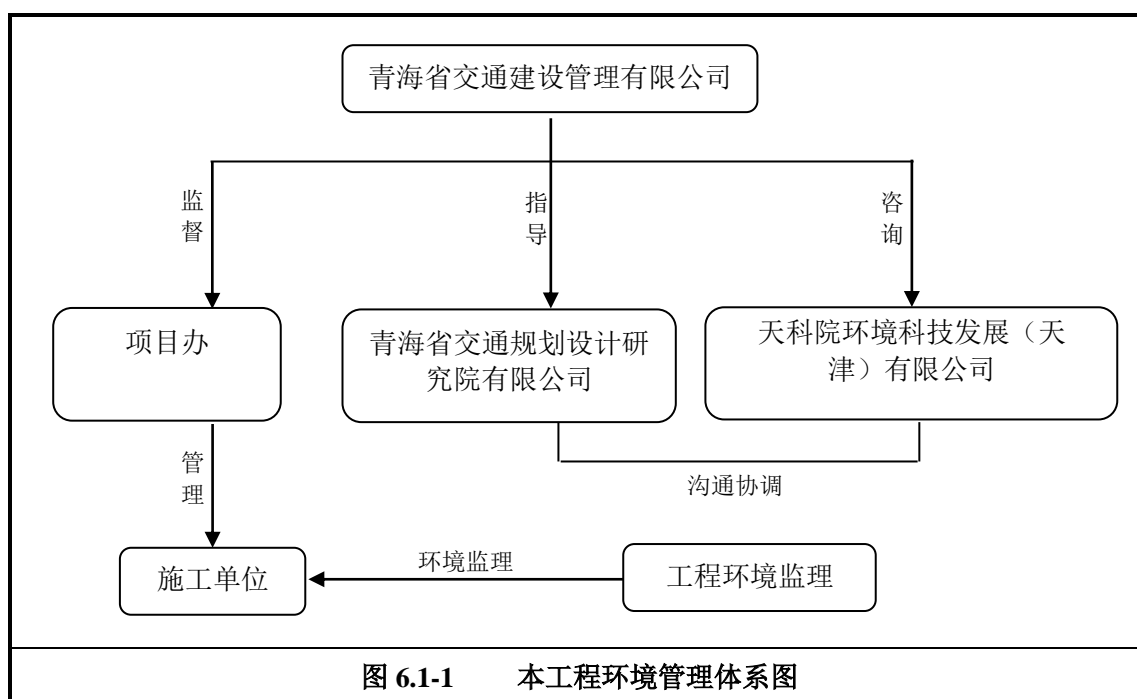 青海省交通建设管理有限公司
监
督
指
导
咨
询
项目办
青海省交通规划设计研
究院有限公司
天科院环境科技发展（天
津）有限公司
管
理
沟通协调
施工单位
环境监理
工程环境监理
图 6.1-1 本工程环境管理体系图